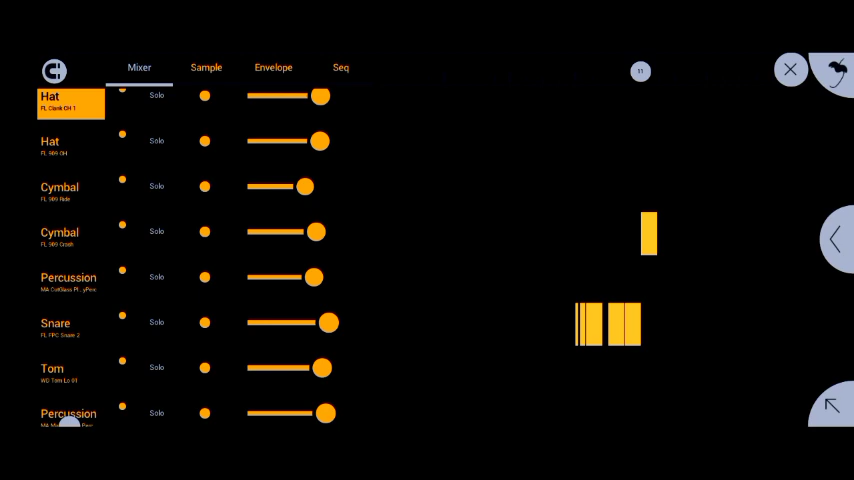 Mixer Sample Envelope Seq
11
Hat Solo
FL Clank CH 1
Hat Solo
FL 909 OH
Cymbal Solo
FL 909 Ride
Cymbal Solo
FL 909 Crash
Percussion Solo
Snare Solo
FL FPC Snare 2
Tom Solo
WD Tom Lo 01
Percussion Solo